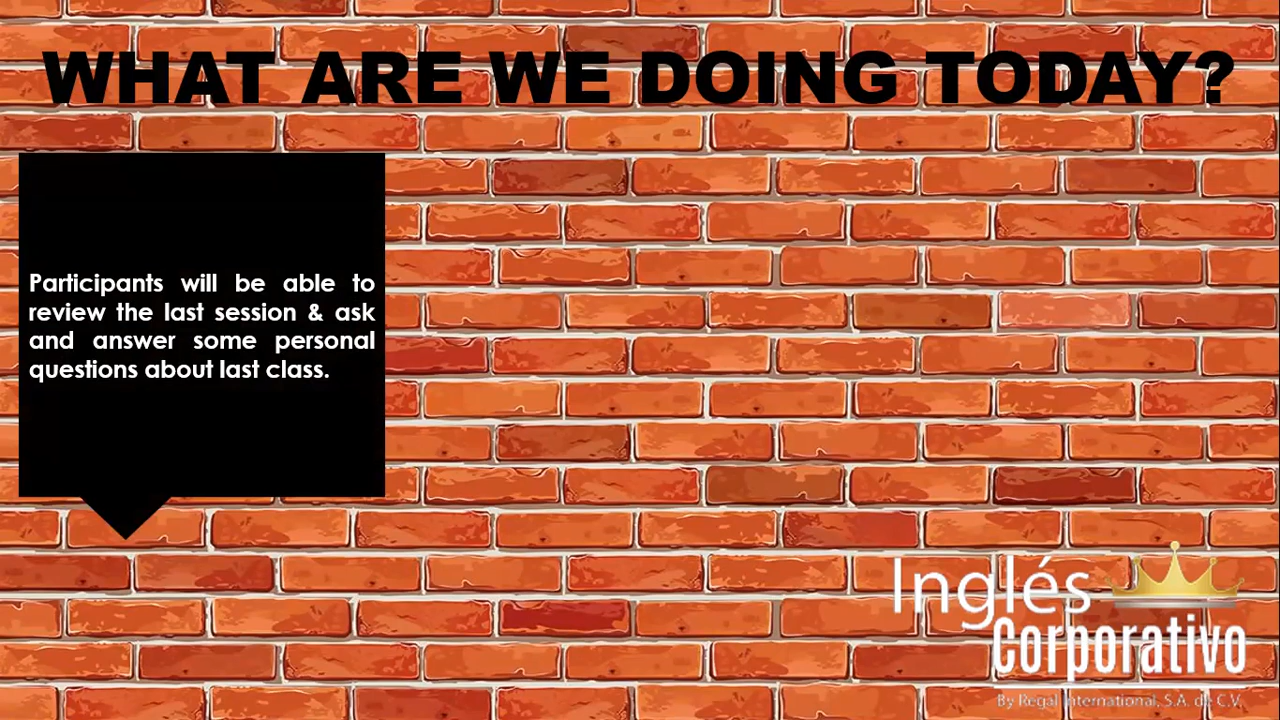 WHAT ARE WE DOING TODAY?
Participants will be able to
review the last session & ask
and answer some personal
questions about last class.
Inglés
Corporativo
By Regal International, S.A. de C.V.